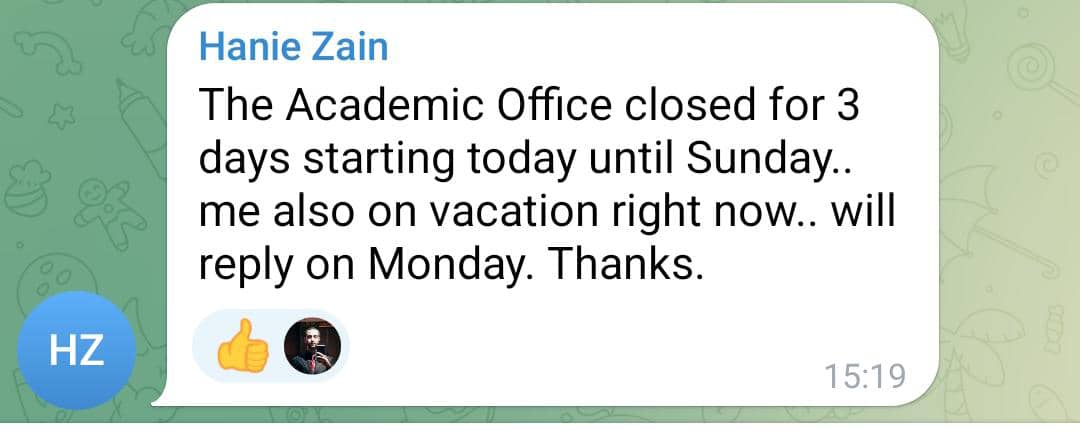 Hanie Zain
The Academic Office closed for 3
days starting today until Sunday..
me also on vacation right now.. will
reply on Monday. Thanks.
HZ
15:19